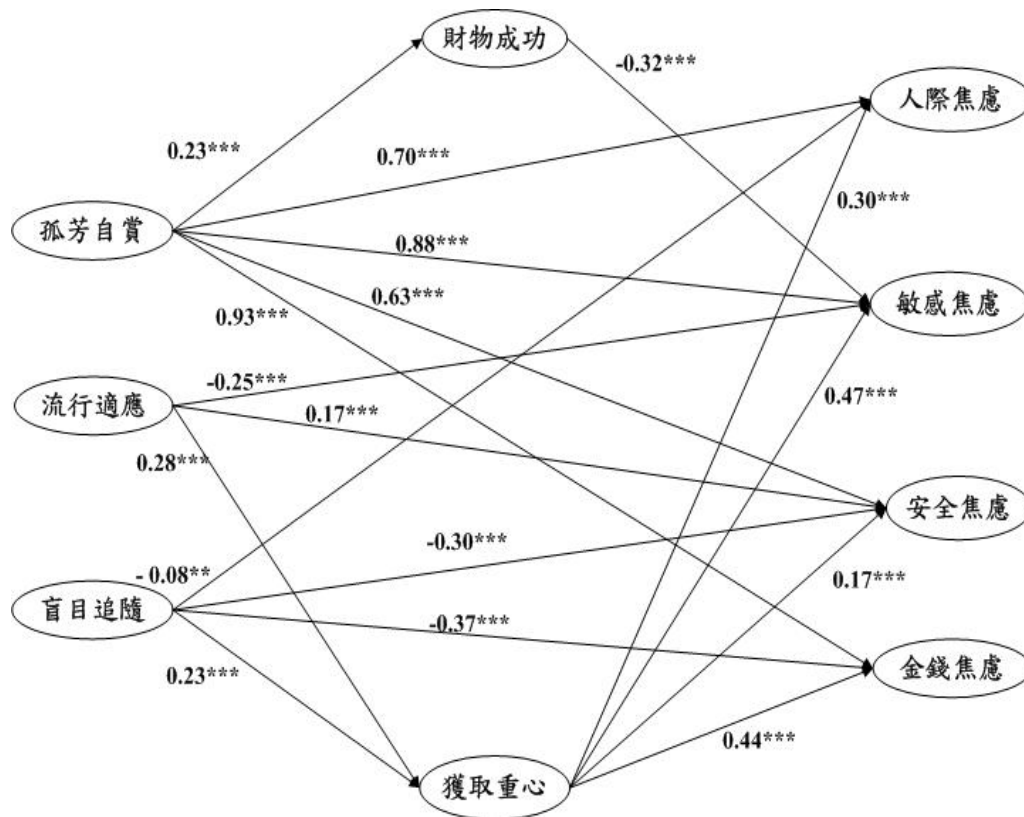 財物成功
-0.32***
人際焦慮
0.23***
0.70***
0.30***
孤芳自賞
0.88***
0.63***
敏感焦慮
0.93***
-0.25***
0.47***
流行適應
0.17***
0.28***
安全焦慮
-0.30***
- 0.08**
0.17***
盲目追隨
-0.37***
金錢焦慮
0.23***
0.44***
獲取重心